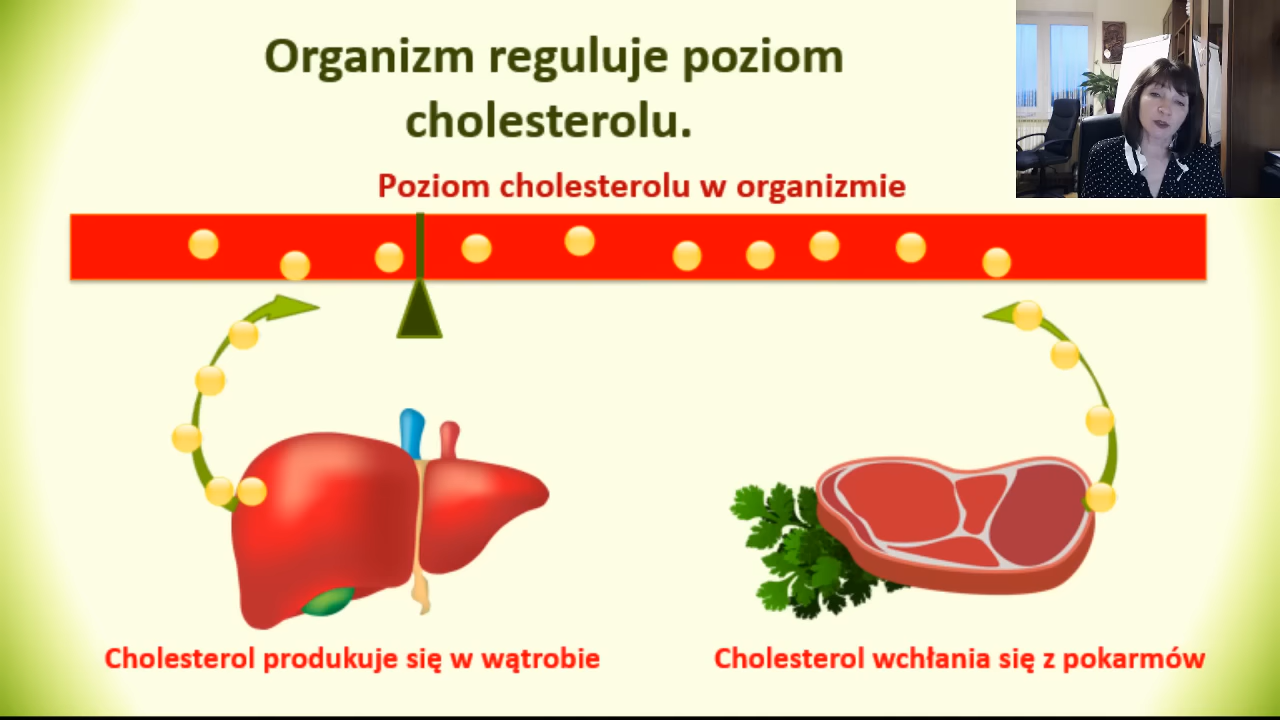 Organizm reguluje poziom
cholesterolu.
Poziom cholesterolu w organizmie
Cholesterol produkuje się w wątrobie
Cholesterol wchłania się z pokarmów